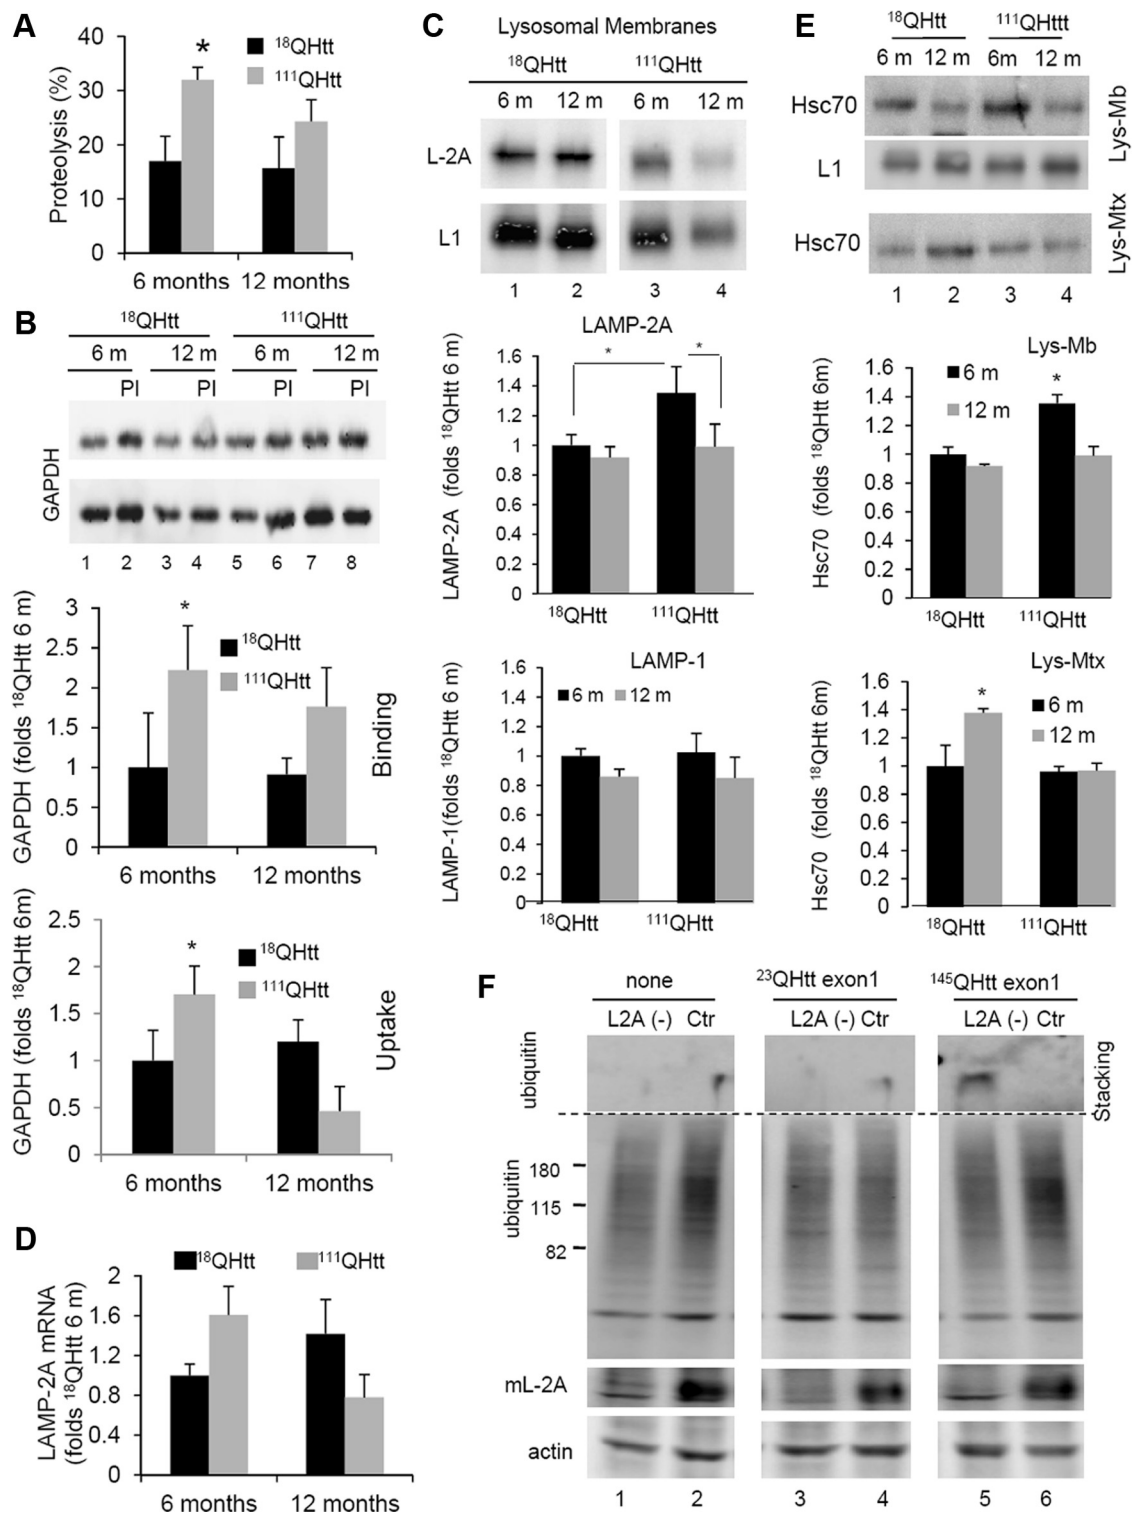 A
40
30
20
10
0
Proteolysis (%)
*
18QHtt
111QHtt
6 months 12 months
B
18QHtt 111QHtt
6 m 12 m 6 m 12 m
PI PI PI PI
GAPDH
1 2 3 4 5 6 7 8
3
2.5
2
1.5
1
0.5
0
GAPDH (folds 18QHtt 6 m)
*
18QHtt
111QHtt
Binding
6 months 12 months
2.5
2
1.5
1
0.5
0
GAPDH (folds 18QHtt 6m)
*
18QHtt
111QHtt
Uptake
6 months 12 months
D
18QHtt 111QHtt
2
1.6
1.2
0.8
0.4
0
LAMP-2A mRNA
(folds 18QHtt 6 m)
6 months 12 months
C
Lysosomal Membranes
18QHtt 111QHtt
6 m 12 m 6 m 12 m
L-2A
L1
1 2 3 4
LAMP-2A
1.6
1.4
1.2
1
0.8
0.6
0.4
0.2
0
LAMP-2A (folds 18QHtt 6 m)
* *
18QHtt 111QHtt
LAMP-1
1.6
1.4
1.2
1
0.8
0.6
0.4
0.2
0
LAMP-1(folds 18QHtt 6 m)
6 m 12 m
18QHtt 111QHtt
E
18QHtt 111QHttt
6 m 12 m 6m 12 m
Hsc70
L1
Lys-Mb
Hsc70
Lys-Mtx
1 2 3 4
Lys-Mb
1.6
1.4
1.2
1
0.8
0.6
0.4
0.2
0
Hsc70 (folds 18QHtt 6m)
6 m
12 m
*
18QHtt 111QHtt
Lys-Mtx
1.6
1.4
1.2
1
0.8
0.6
0.4
0.2
0
Hsc70 (folds 18QHtt 6m)
*
6 m
12 m
18QHtt 111QHtt
F
none 23QHtt exon1 145QHtt exon1
L2A (-) Ctr L2A (-) Ctr L2A (-) Ctr
ubiquitin
Stacking
ubiquitin
180
115
82
mL-2A
actin
1 2 3 4 5 6